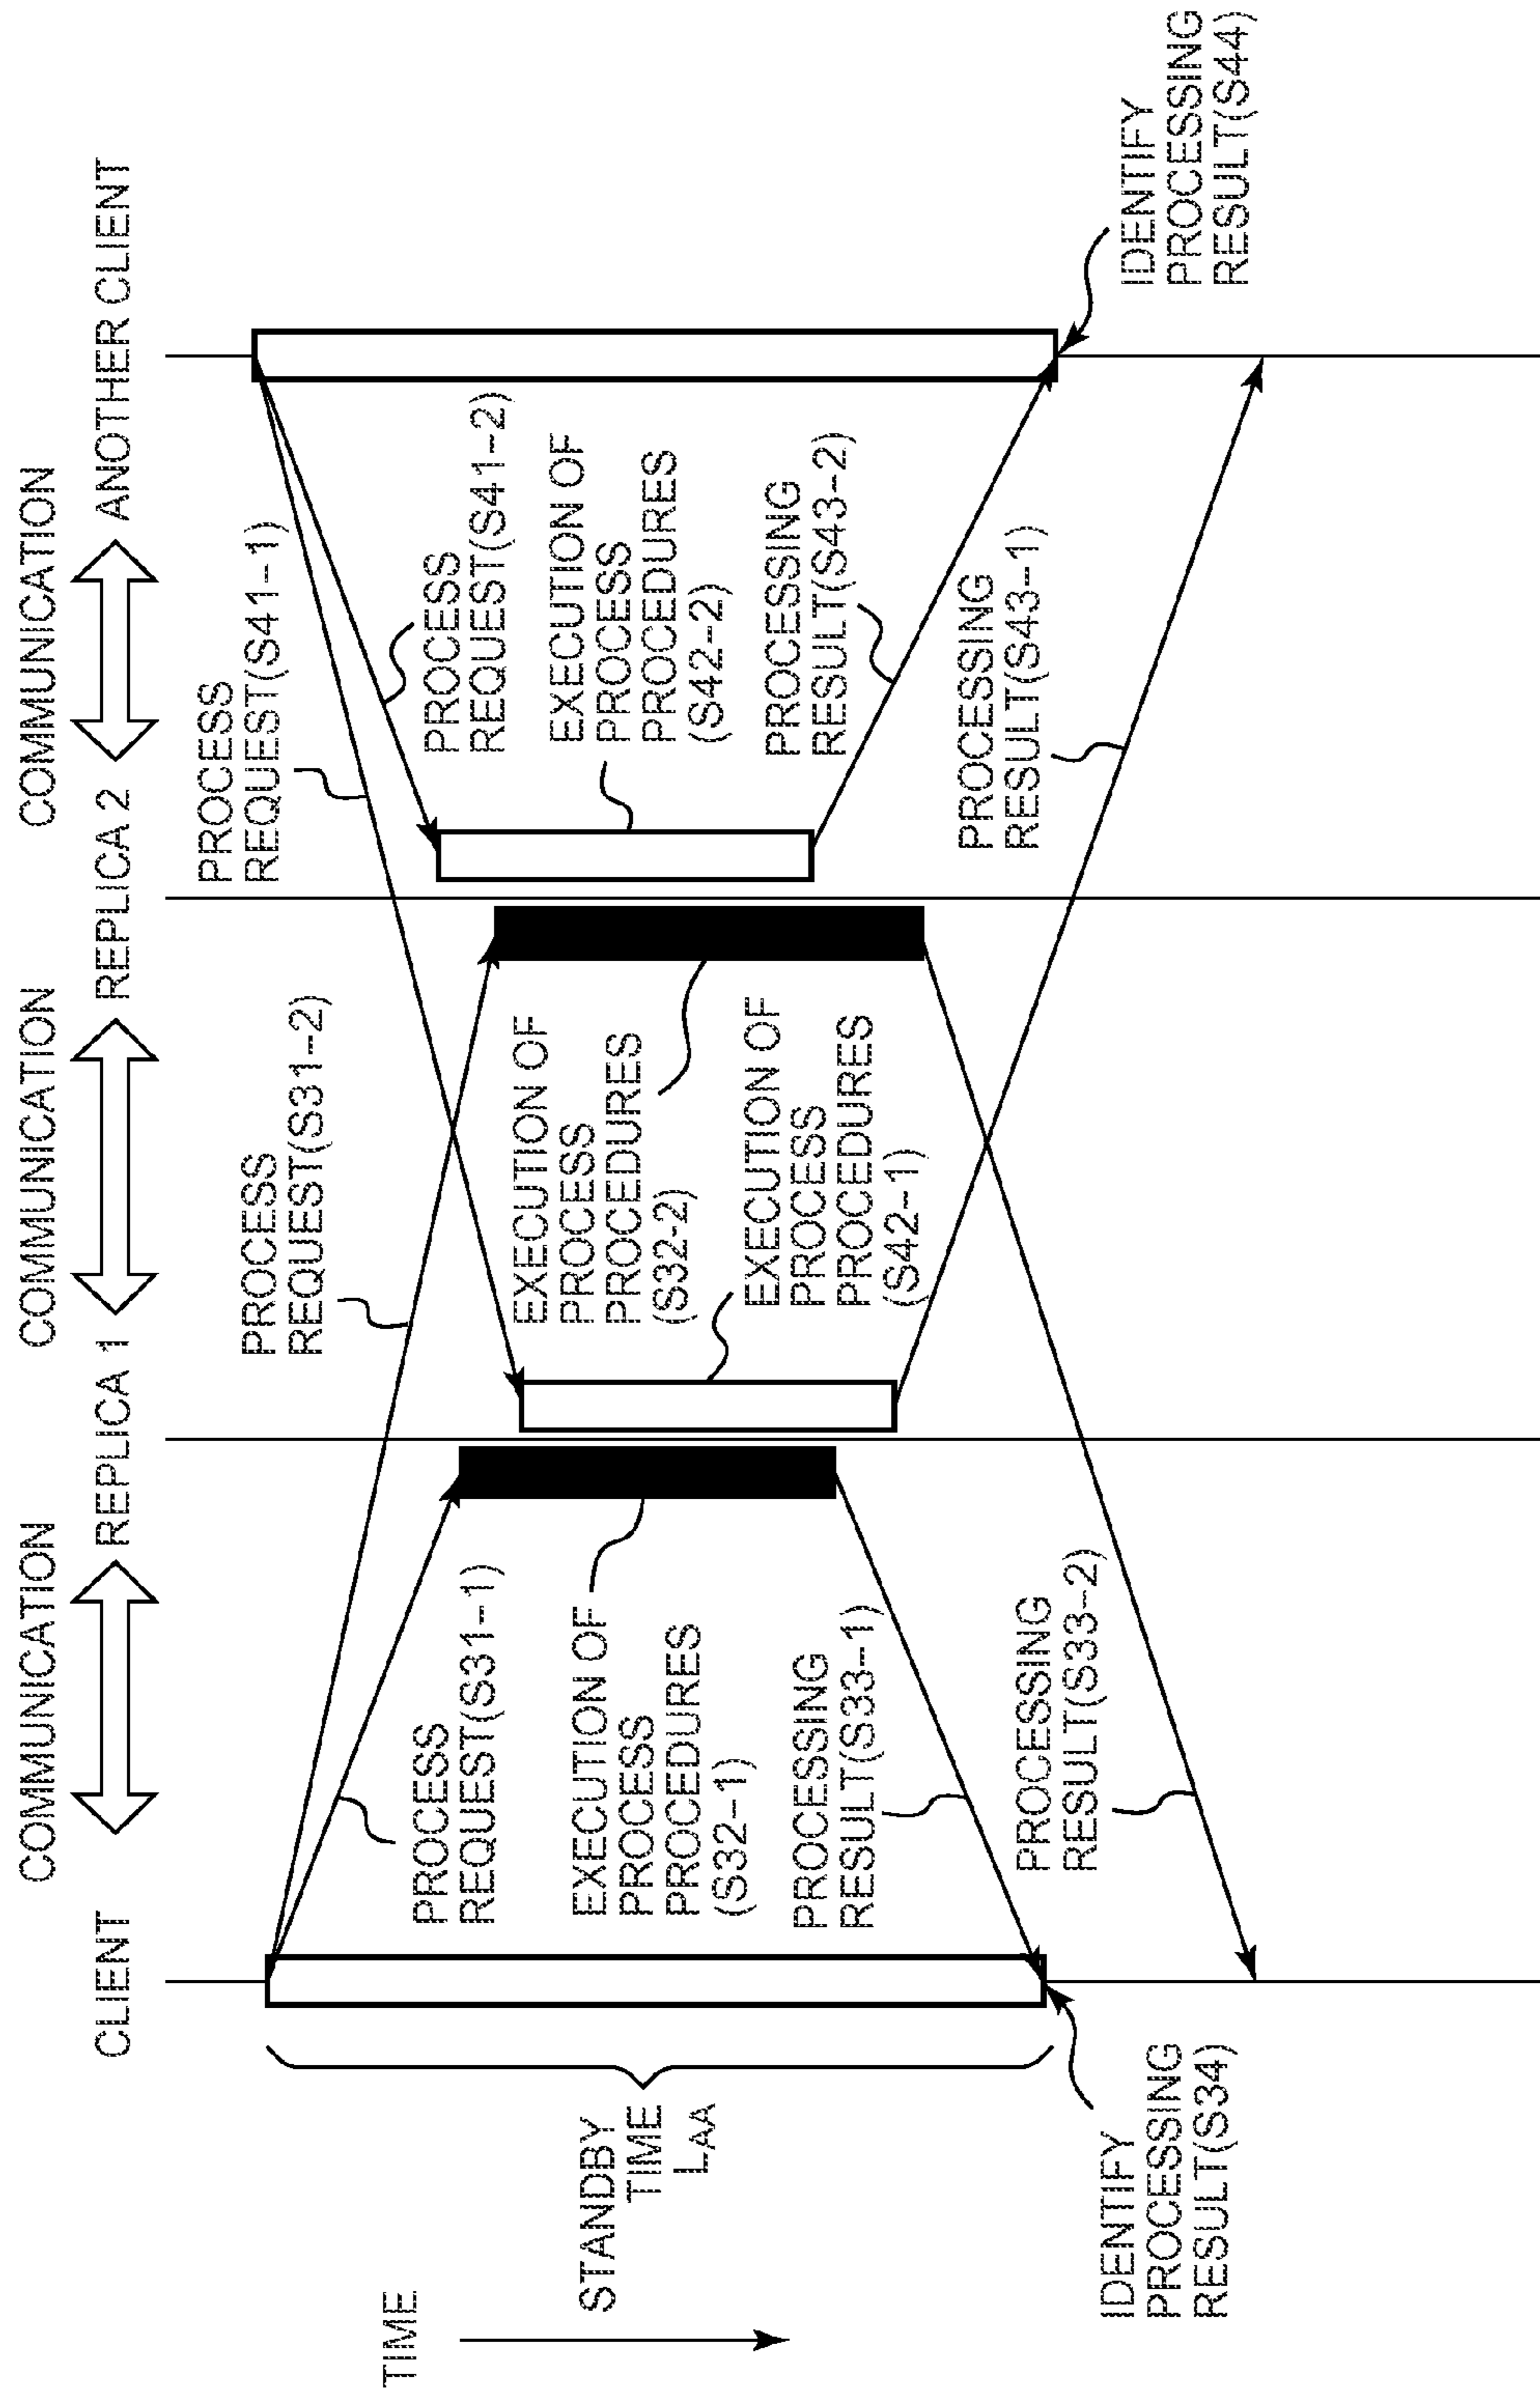 COMMUNICATION
COMMUNICATION
COMMUNICATION
CLIENT
REPLICA 1
REPLICA 2
ANOTHER CLIENT
PROCESS
REQUEST(S41-1)
PROCESS
REQUEST(S31-2)
TIME
PROCESS
REQUEST(S31-1)
PROCESS
REQUEST(S41-2)
EXECUTION OF
PROCESS
PROCEDURES
(S32-2)
EXECUTION OF
PROCESS
PROCEDURES
(S42-2)
EXECUTION OF
PROCESS
PROCEDURES
(S32-1)
STANDBY
TIME
LAA
EXECUTION OF
PROCESS
PROCEDURES
(S42-1)
PROCESSING
RESULT(S43-2)
PROCESSING
RESULT(S33-1)
PROCESSING
RESULT(S43-1)
PROCESSING
RESULT(S33-2)
IDENTIFY
PROCESSING
RESULT(S34)
IDENTIFY
PROCESSING
RESULT(S44)